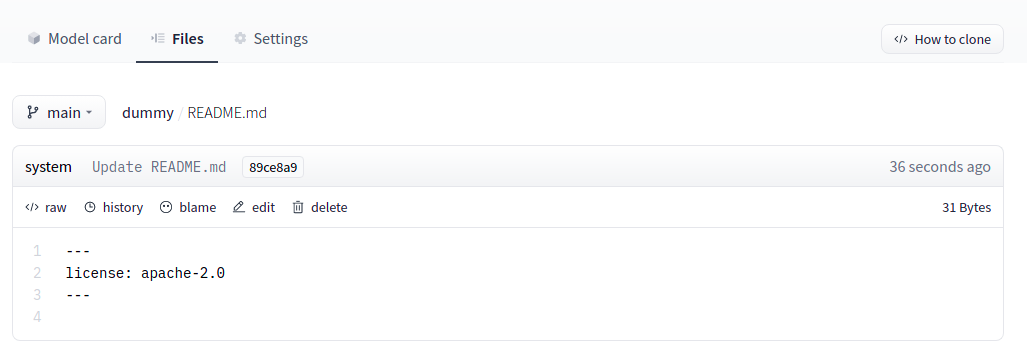 Model card Files Settings </> How to clone
main dummy / README.md
system Update README.md 89ce8a9 36 seconds ago
</> raw history blame edit delete 31 Bytes
1 ---
2 license: apache-2.0
3 ---
4